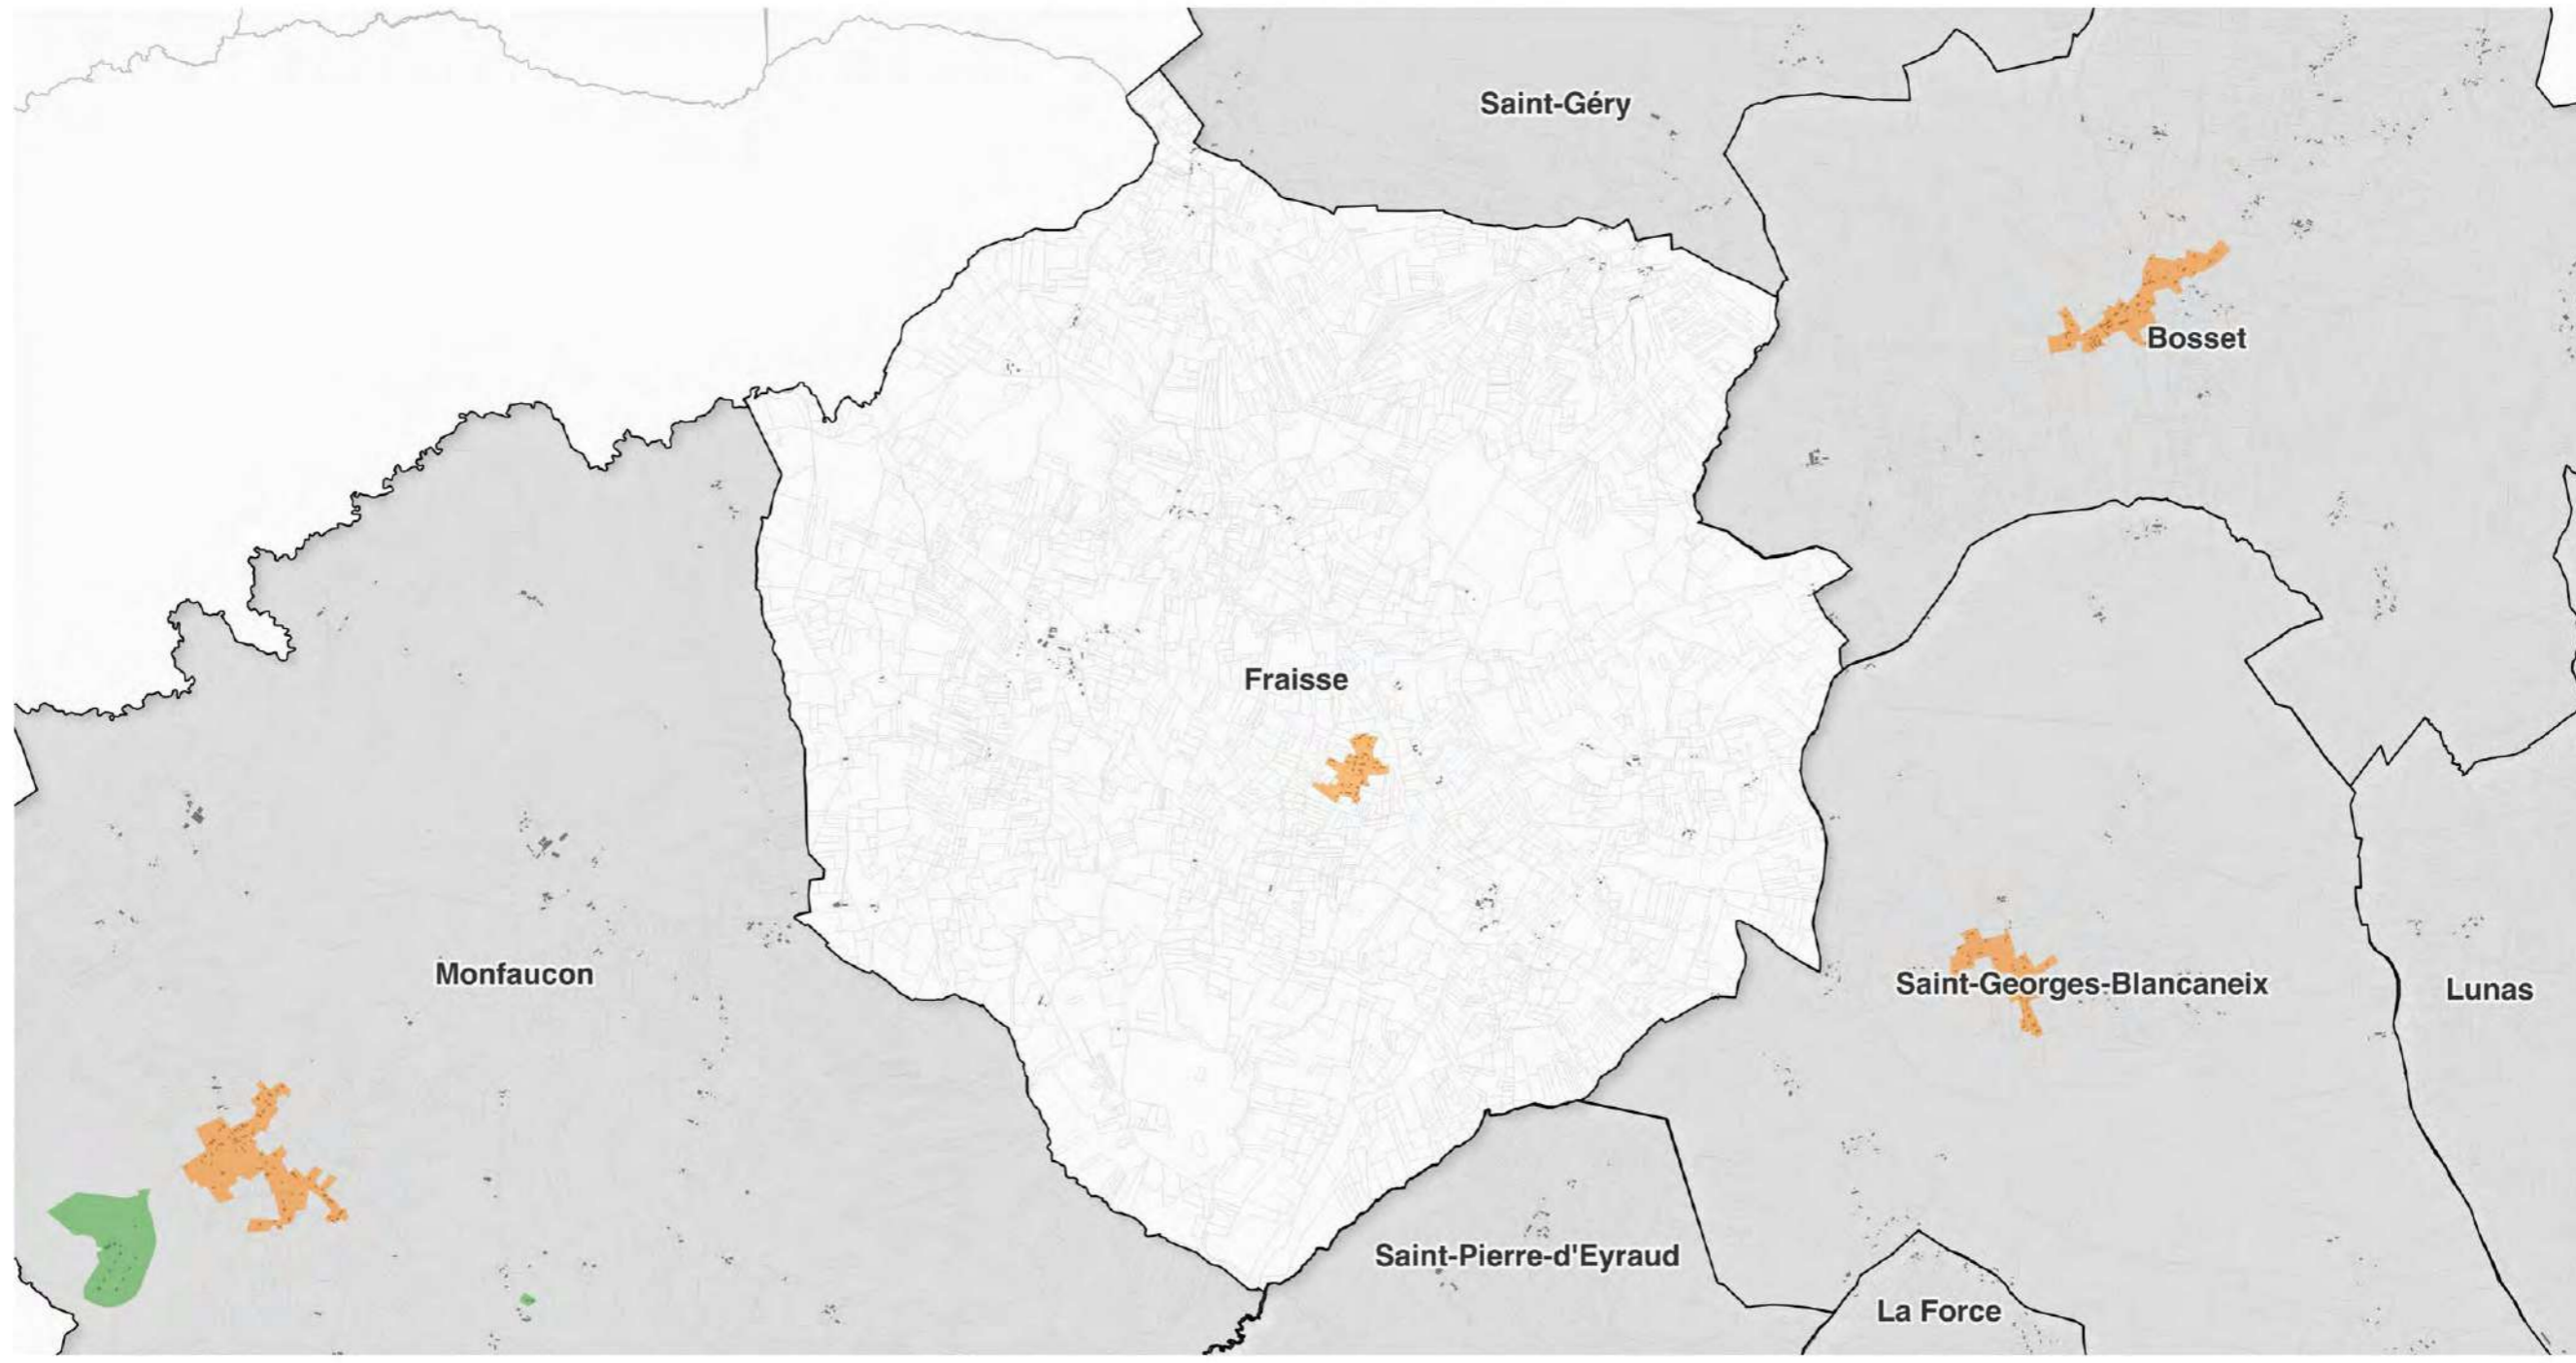 Saint-Géry
Bosset
Fraisse
Monfaucon
Saint-Georges-Blancaneix
Lunas
Saint-Pierre-d'Eyraud
La Force